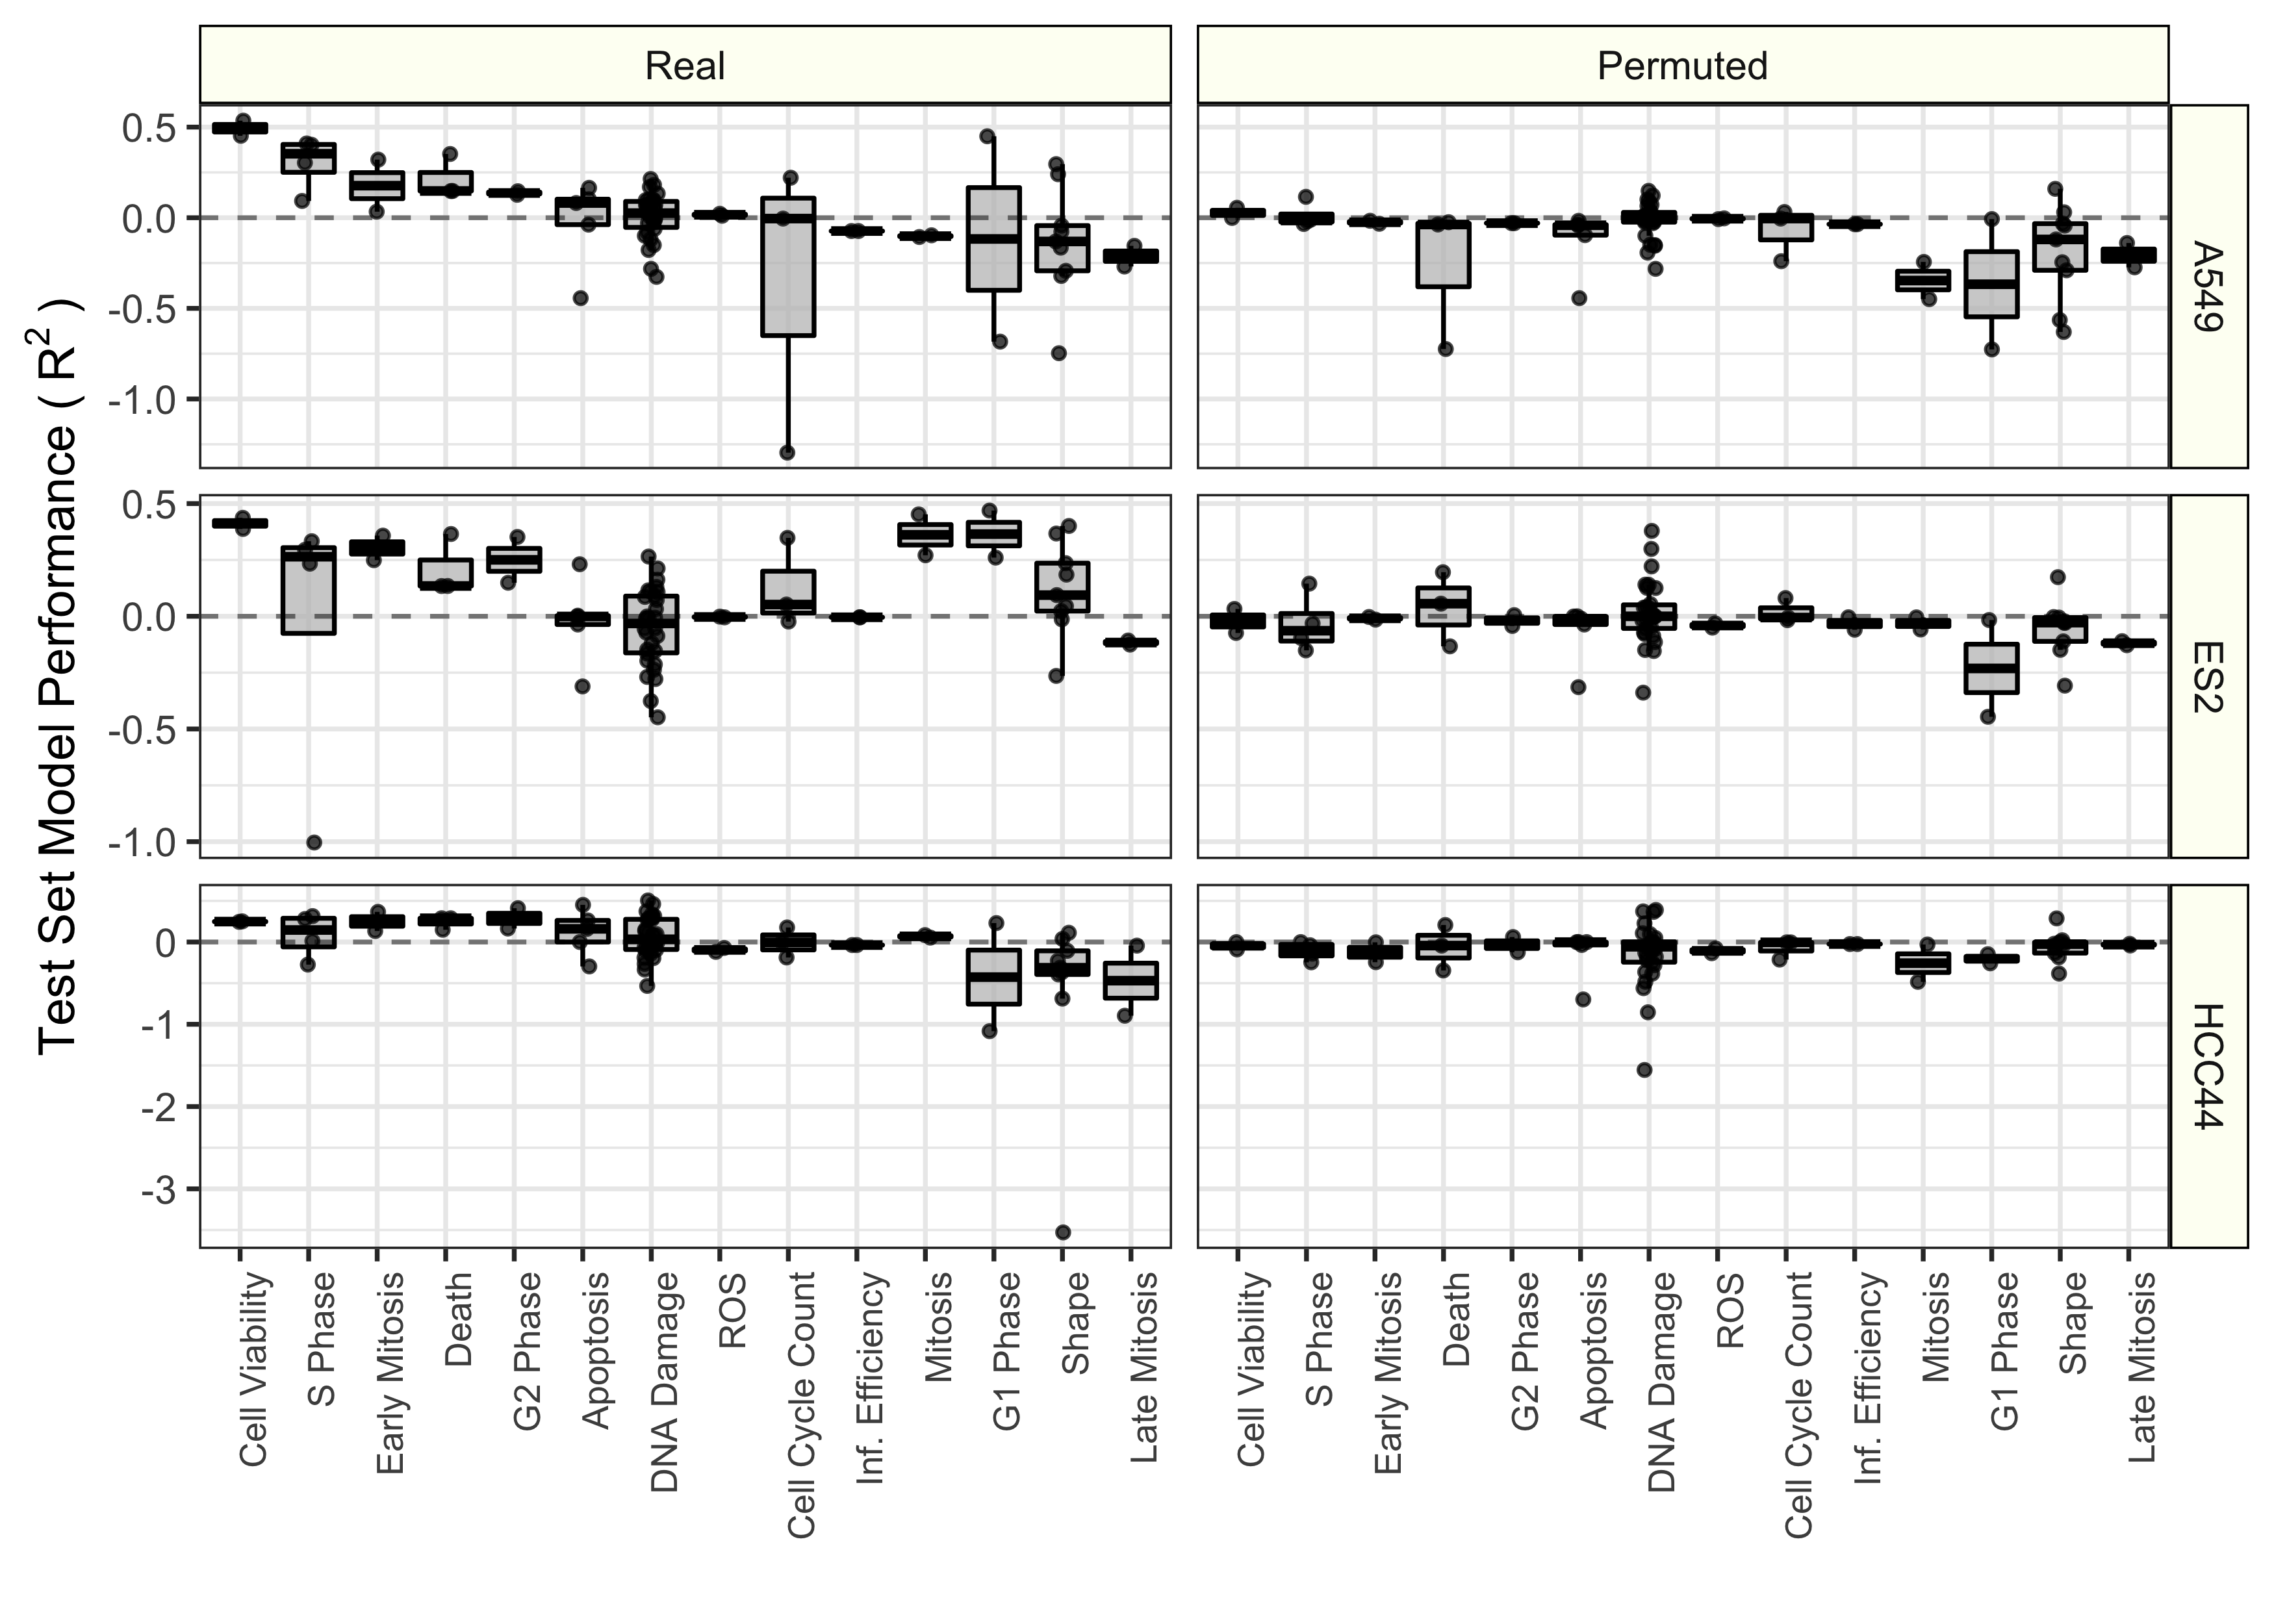 Real
Permuted
Test Set Model Performance ( R² )
0.5
0.0
-0.5
-1.0
A549
0.5
0.0
-0.5
-1.0
ES2
0
-1
-2
-3
HCC44
Cell Viability
S Phase
Early Mitosis
Death
G2 Phase
Apoptosis
DNA Damage
ROS
Cell Cycle Count
Inf. Efficiency
Mitosis
G1 Phase
Shape
Late Mitosis
Cell Viability
S Phase
Early Mitosis
Death
G2 Phase
Apoptosis
DNA Damage
ROS
Cell Cycle Count
Inf. Efficiency
Mitosis
G1 Phase
Shape
Late Mitosis